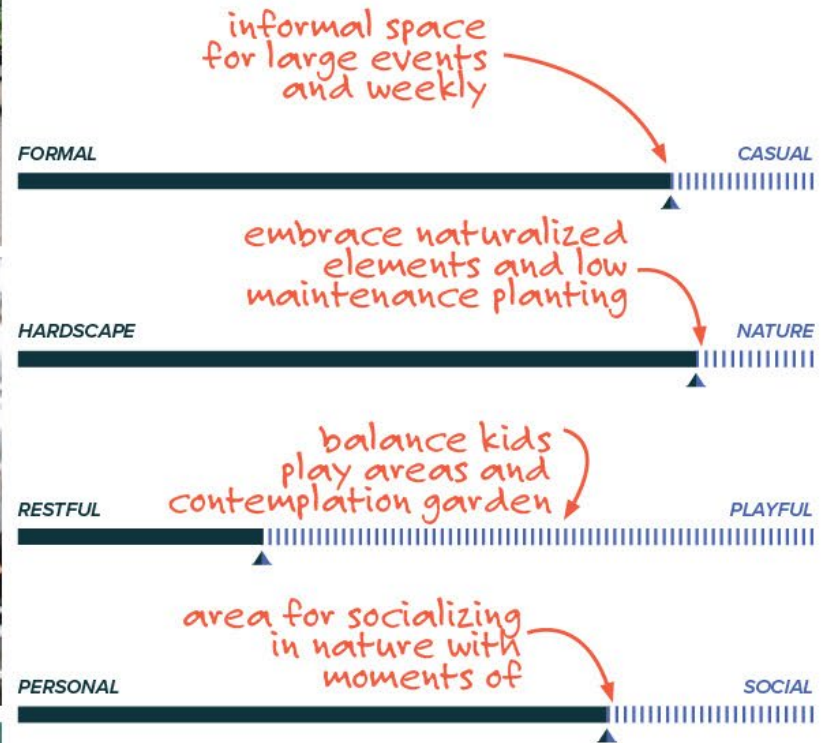 informal space
for large events
and weekly
FORMAL CASUAL
embrace naturalized
elements and low
maintenance planting
HARDSCAPE NATURE
balance kids
play areas and
contemplation garden
RESTFUL PLAYFUL
area for socializing
in nature with
moments of
PERSONAL SOCIAL